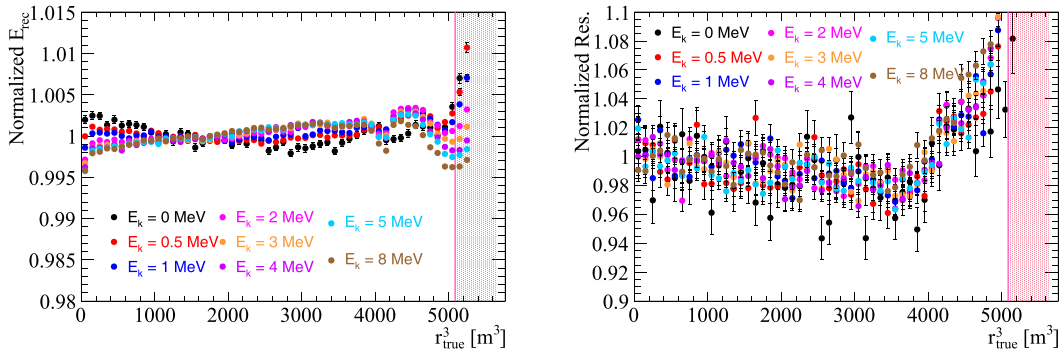 Normalized E_rec
1.015
1.01
1.005
1
0.995
0.99
0.985
0.98
E_k = 0 MeV
E_k = 2 MeV
E_k = 5 MeV
E_k = 0.5 MeV
E_k = 3 MeV
E_k = 1 MeV
E_k = 4 MeV
E_k = 8 MeV
0 1000 2000 3000 4000 5000
r³_true [m³]
Normalized Res.
1.1
1.08
1.06
1.04
1.02
1
0.98
0.96
0.94
0.92
0.9
E_k = 0 MeV
E_k = 2 MeV
E_k = 5 MeV
E_k = 0.5 MeV
E_k = 3 MeV
E_k = 1 MeV
E_k = 4 MeV
E_k = 8 MeV
0 1000 2000 3000 4000 5000
r³_true [m³]